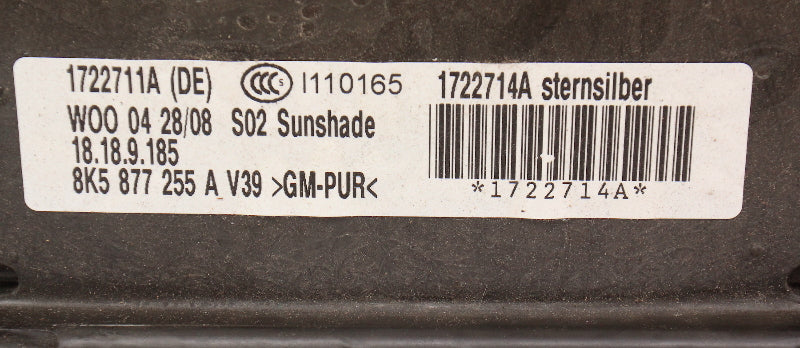 1722711A (DE) CCC S I110165 1722714A sternsilber
WOO 04 28/08 S02 Sunshade
18.18.9.185
8K5 877 255 A V39 >GM-PUR<
*1722714A*